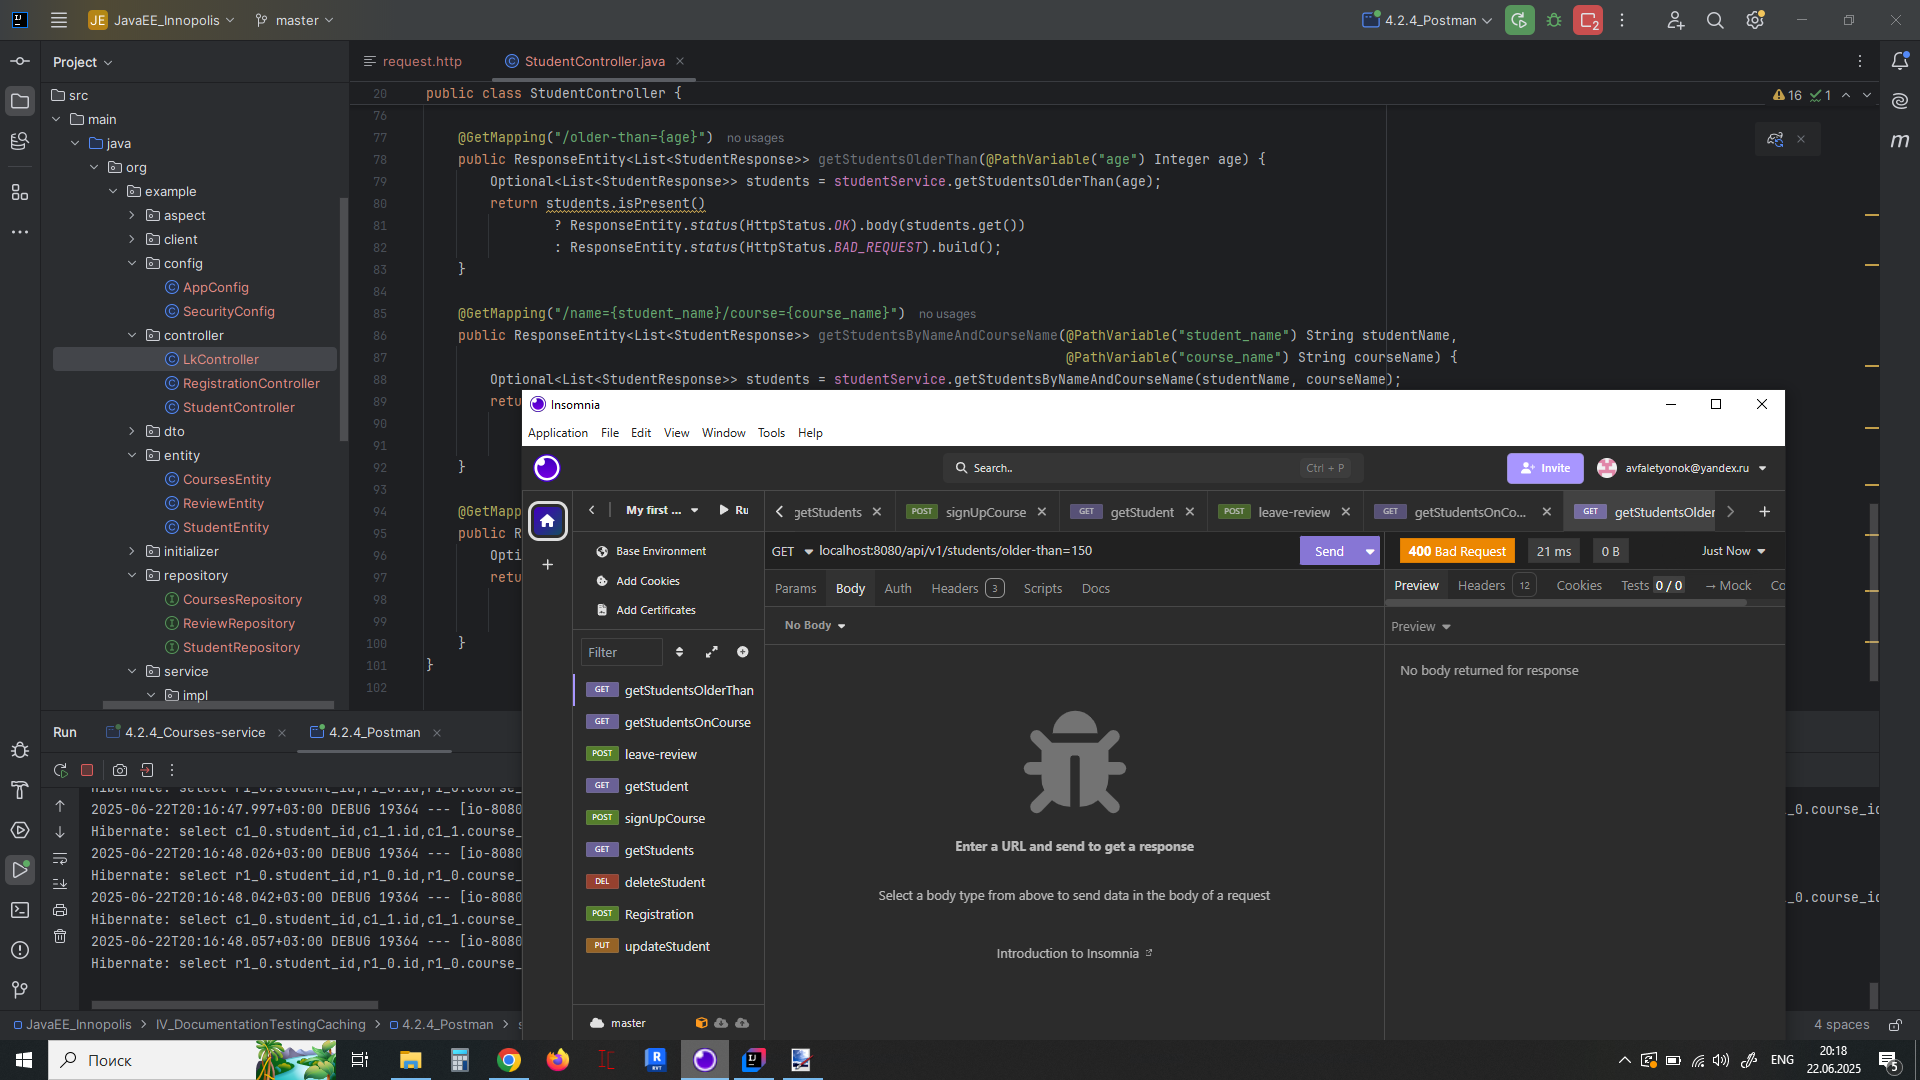 JE JavaEE_Innopolis
master
4.2.4_Postman
2
Project
request.http
StudentController.java
src
main
java
org
example
aspect
client
config
AppConfig
SecurityConfig
controller
LkController
RegistrationController
StudentController
dto
entity
CoursesEntity
ReviewEntity
StudentEntity
initializer
repository
CoursesRepository
ReviewRepository
StudentRepository
service
impl
20 public class StudentController {
16 1
76
77 @GetMapping("/older-than={age}") no usages
78 public ResponseEntity<List<StudentResponse>> getStudentsOlderThan(@PathVariable("age") Integer age) {
79 Optional<List<StudentResponse>> students = studentService.getStudentsOlderThan(age);
80 return students.isPresent()
81 ? ResponseEntity.status(HttpStatus.OK).body(students.get())
82 : ResponseEntity.status(HttpStatus.BAD_REQUEST).build();
83 }
84
85 @GetMapping("/name={student_name}/course={course_name}") no usages
86 public ResponseEntity<List<StudentResponse>> getStudentsByNameAndCourseName(@PathVariable("student_name") String studentName,
87 @PathVariable("course_name") String courseName) {
88 Optional<List<StudentResponse>> students = studentService.getStudentsByNameAndCourseName(studentName, courseName);
89 retu
90
91
92 }
93
94 @GetMapp
95 public R
96 Opti
97 retu
98
99
100 }
101 }
102
Insomnia
Application File Edit View Window Tools Help
Search.. Ctrl + P
Invite
avfaletyonok@yandex.ru
My first ...
Ru
getStudents
POST signUpCourse
GET getStudent
POST leave-review
GET getStudentsOnCo...
GET getStudentsOlder
Base Environment
Add Cookies
Add Certificates
Filter
GET getStudentsOlderThan
GET getStudentsOnCourse
POST leave-review
GET getStudent
POST signUpCourse
GET getStudents
DEL deleteStudent
POST Registration
PUT updateStudent
master
GET localhost:8080/api/v1/students/older-than=150
Send
Params Body Auth Headers 3 Scripts Docs
No Body
Enter a URL and send to get a response
Select a body type from above to send data in the body of a request
Introduction to Insomnia
400 Bad Request 21 ms 0 B Just Now
Preview Headers 12 Cookies Tests 0 / 0 → Mock Co
Preview
No body returned for response
Run 4.2.4_Courses-service 4.2.4_Postman
Hibernate: select r1_0.student_id,r1_0.id,r1_0.course_
2025-06-22T20:16:47.997+03:00 DEBUG 19364 --- [io-8080
Hibernate: select c1_0.student_id,c1_1.id,c1_1.course_
2025-06-22T20:16:48.026+03:00 DEBUG 19364 --- [io-8080
Hibernate: select r1_0.student_id,r1_0.id,r1_0.course_
2025-06-22T20:16:48.042+03:00 DEBUG 19364 --- [io-8080
Hibernate: select c1_0.student_id,c1_1.id,c1_1.course_
2025-06-22T20:16:48.057+03:00 DEBUG 19364 --- [io-8080
Hibernate: select r1_0.student_id,r1_0.id,r1_0.course_
_0.course_id
_0.course_id
JavaEE_Innopolis > IV_DocumentationTestingCaching > 4.2.4_Postman > s
4 spaces
Поиск
ENG
20:18
22.06.2025
5